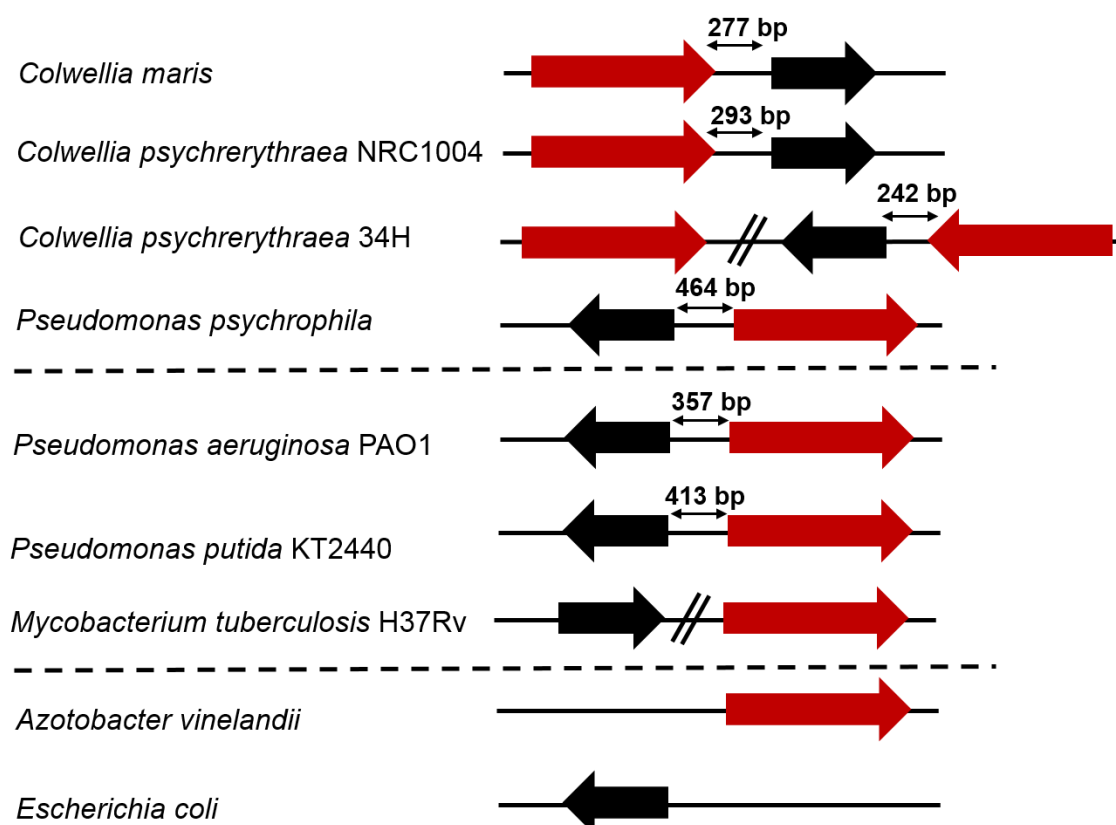 277 bp
Colwellia maris
293 bp
Colwellia psychrerythraea NRC1004
242 bp
Colwellia psychrerythraea 34H
464 bp
Pseudomonas psychrophila
357 bp
Pseudomonas aeruginosa PAO1
413 bp
Pseudomonas putida KT2440
Mycobacterium tuberculosis H37Rv
Azotobacter vinelandii
Escherichia coli